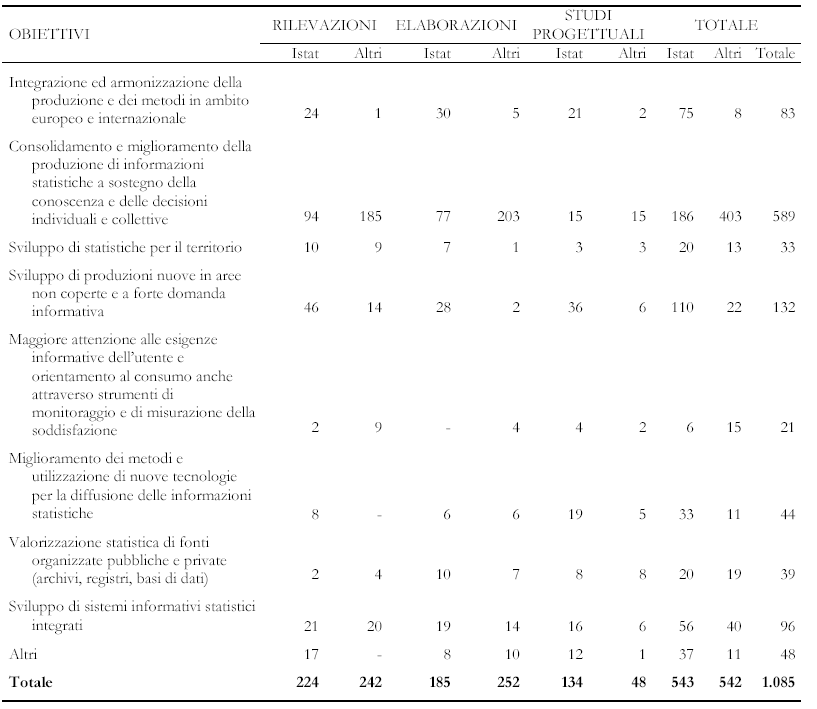 OBIETTIVI RILEVAZIONI ELABORAZIONI STUDI PROGETTUALI TOTALE
Istat Altri Istat Altri Istat Altri Istat Altri Totale
Integrazione ed armonizzazione della
produzione e dei metodi in ambito
europeo e internazionale 24 1 30 5 21 2 75 8 83
Consolidamento e miglioramento della
produzione di informazioni
statistiche a sostegno della
conoscenza e delle decisioni
individuali e collettive 94 185 77 203 15 15 186 403 589
Sviluppo di statistiche per il territorio 10 9 7 1 3 3 20 13 33
Sviluppo di produzioni nuove in aree
non coperte e a forte domanda
informativa 46 14 28 2 36 6 110 22 132
Maggiore attenzione alle esigenze
informative dell'utente e
orientamento al consumo anche
attraverso strumenti di
monitoraggio e di misurazione della
soddisfazione 2 9 - 4 4 2 6 15 21
Miglioramento dei metodi e
utilizzazione di nuove tecnologie
per la diffusione delle informazioni
statistiche 8 - 6 6 19 5 33 11 44
Valorizzazione statistica di fonti
organizzate pubbliche e private
(archivi, registri, basi di dati) 2 4 10 7 8 8 20 19 39
Sviluppo di sistemi informativi statistici
integrati 21 20 19 14 16 6 56 40 96
Altri 17 - 8 10 12 1 37 11 48
Totale 224 242 185 252 134 48 543 542 1.085